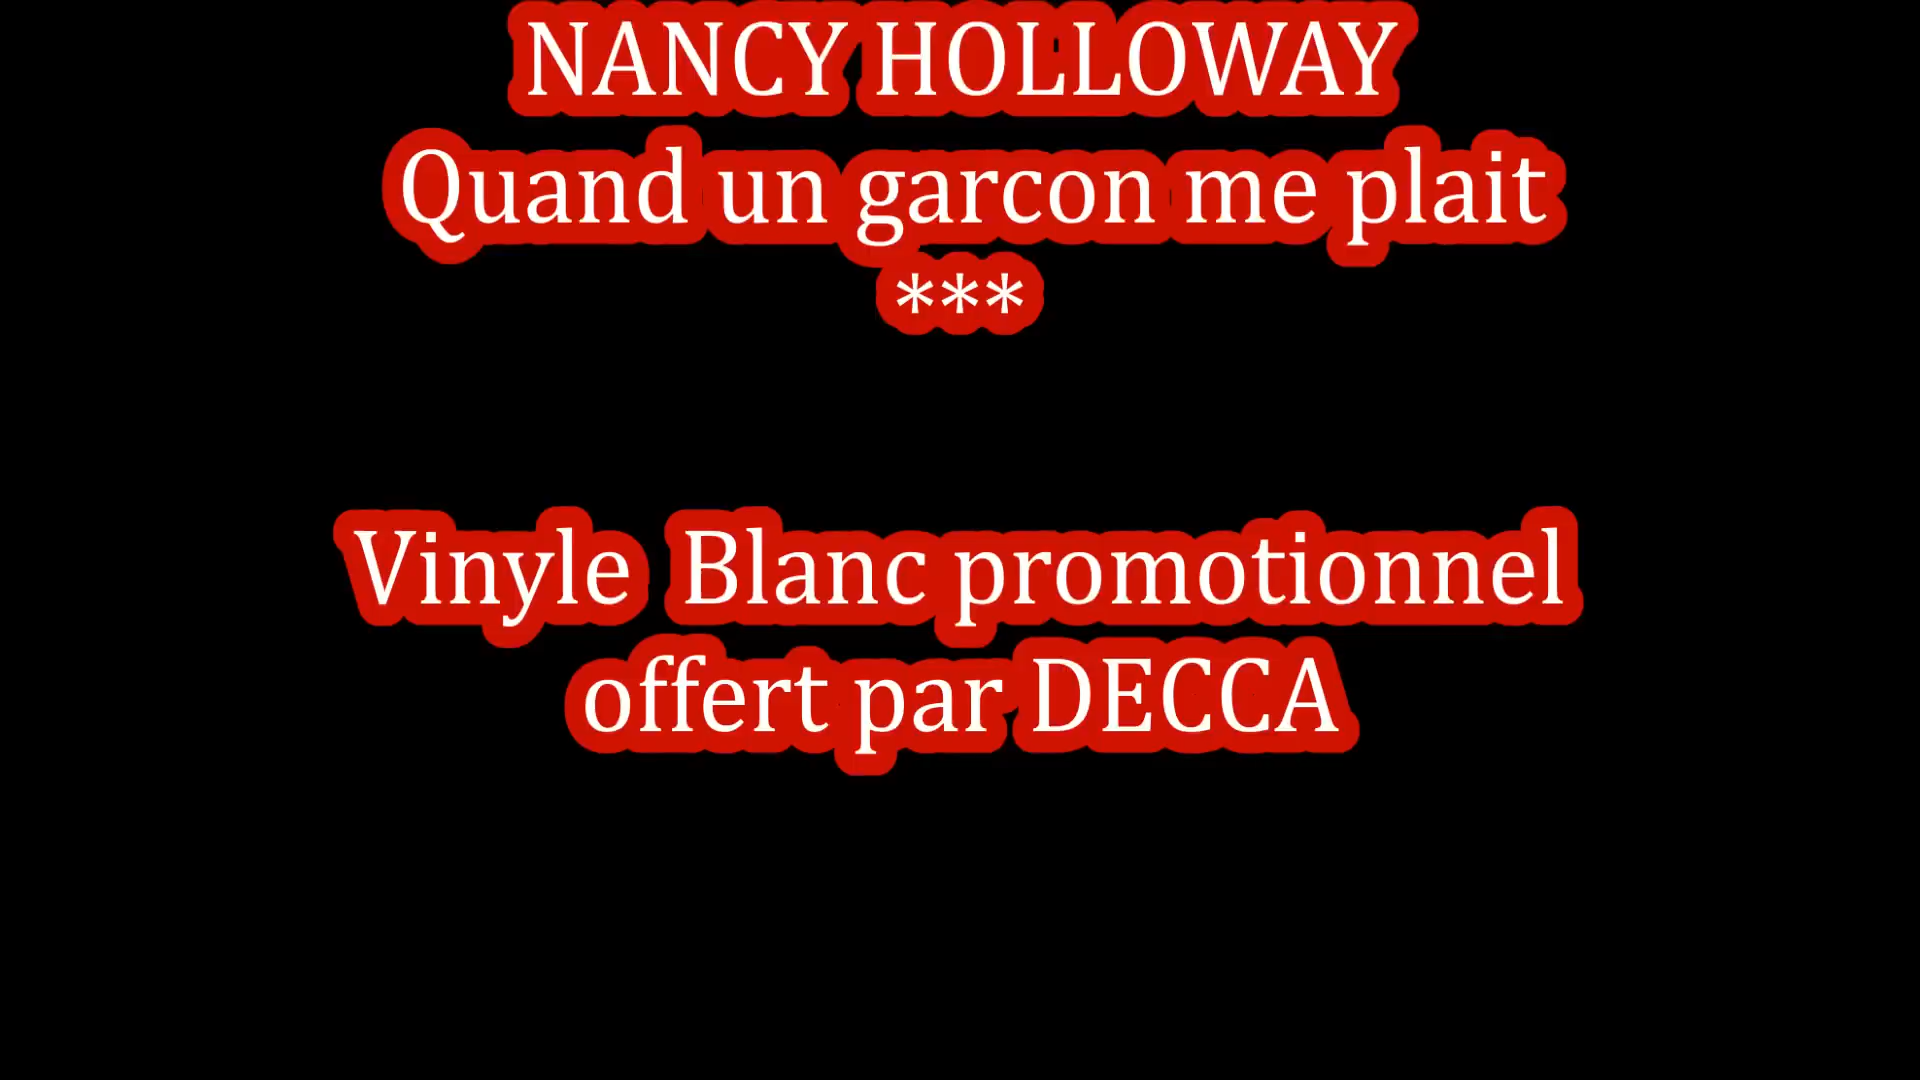 NANCY HOLLOWAY
Quand un garcon me plait
***
Vinyle  Blanc promotionnel
offert par DECCA